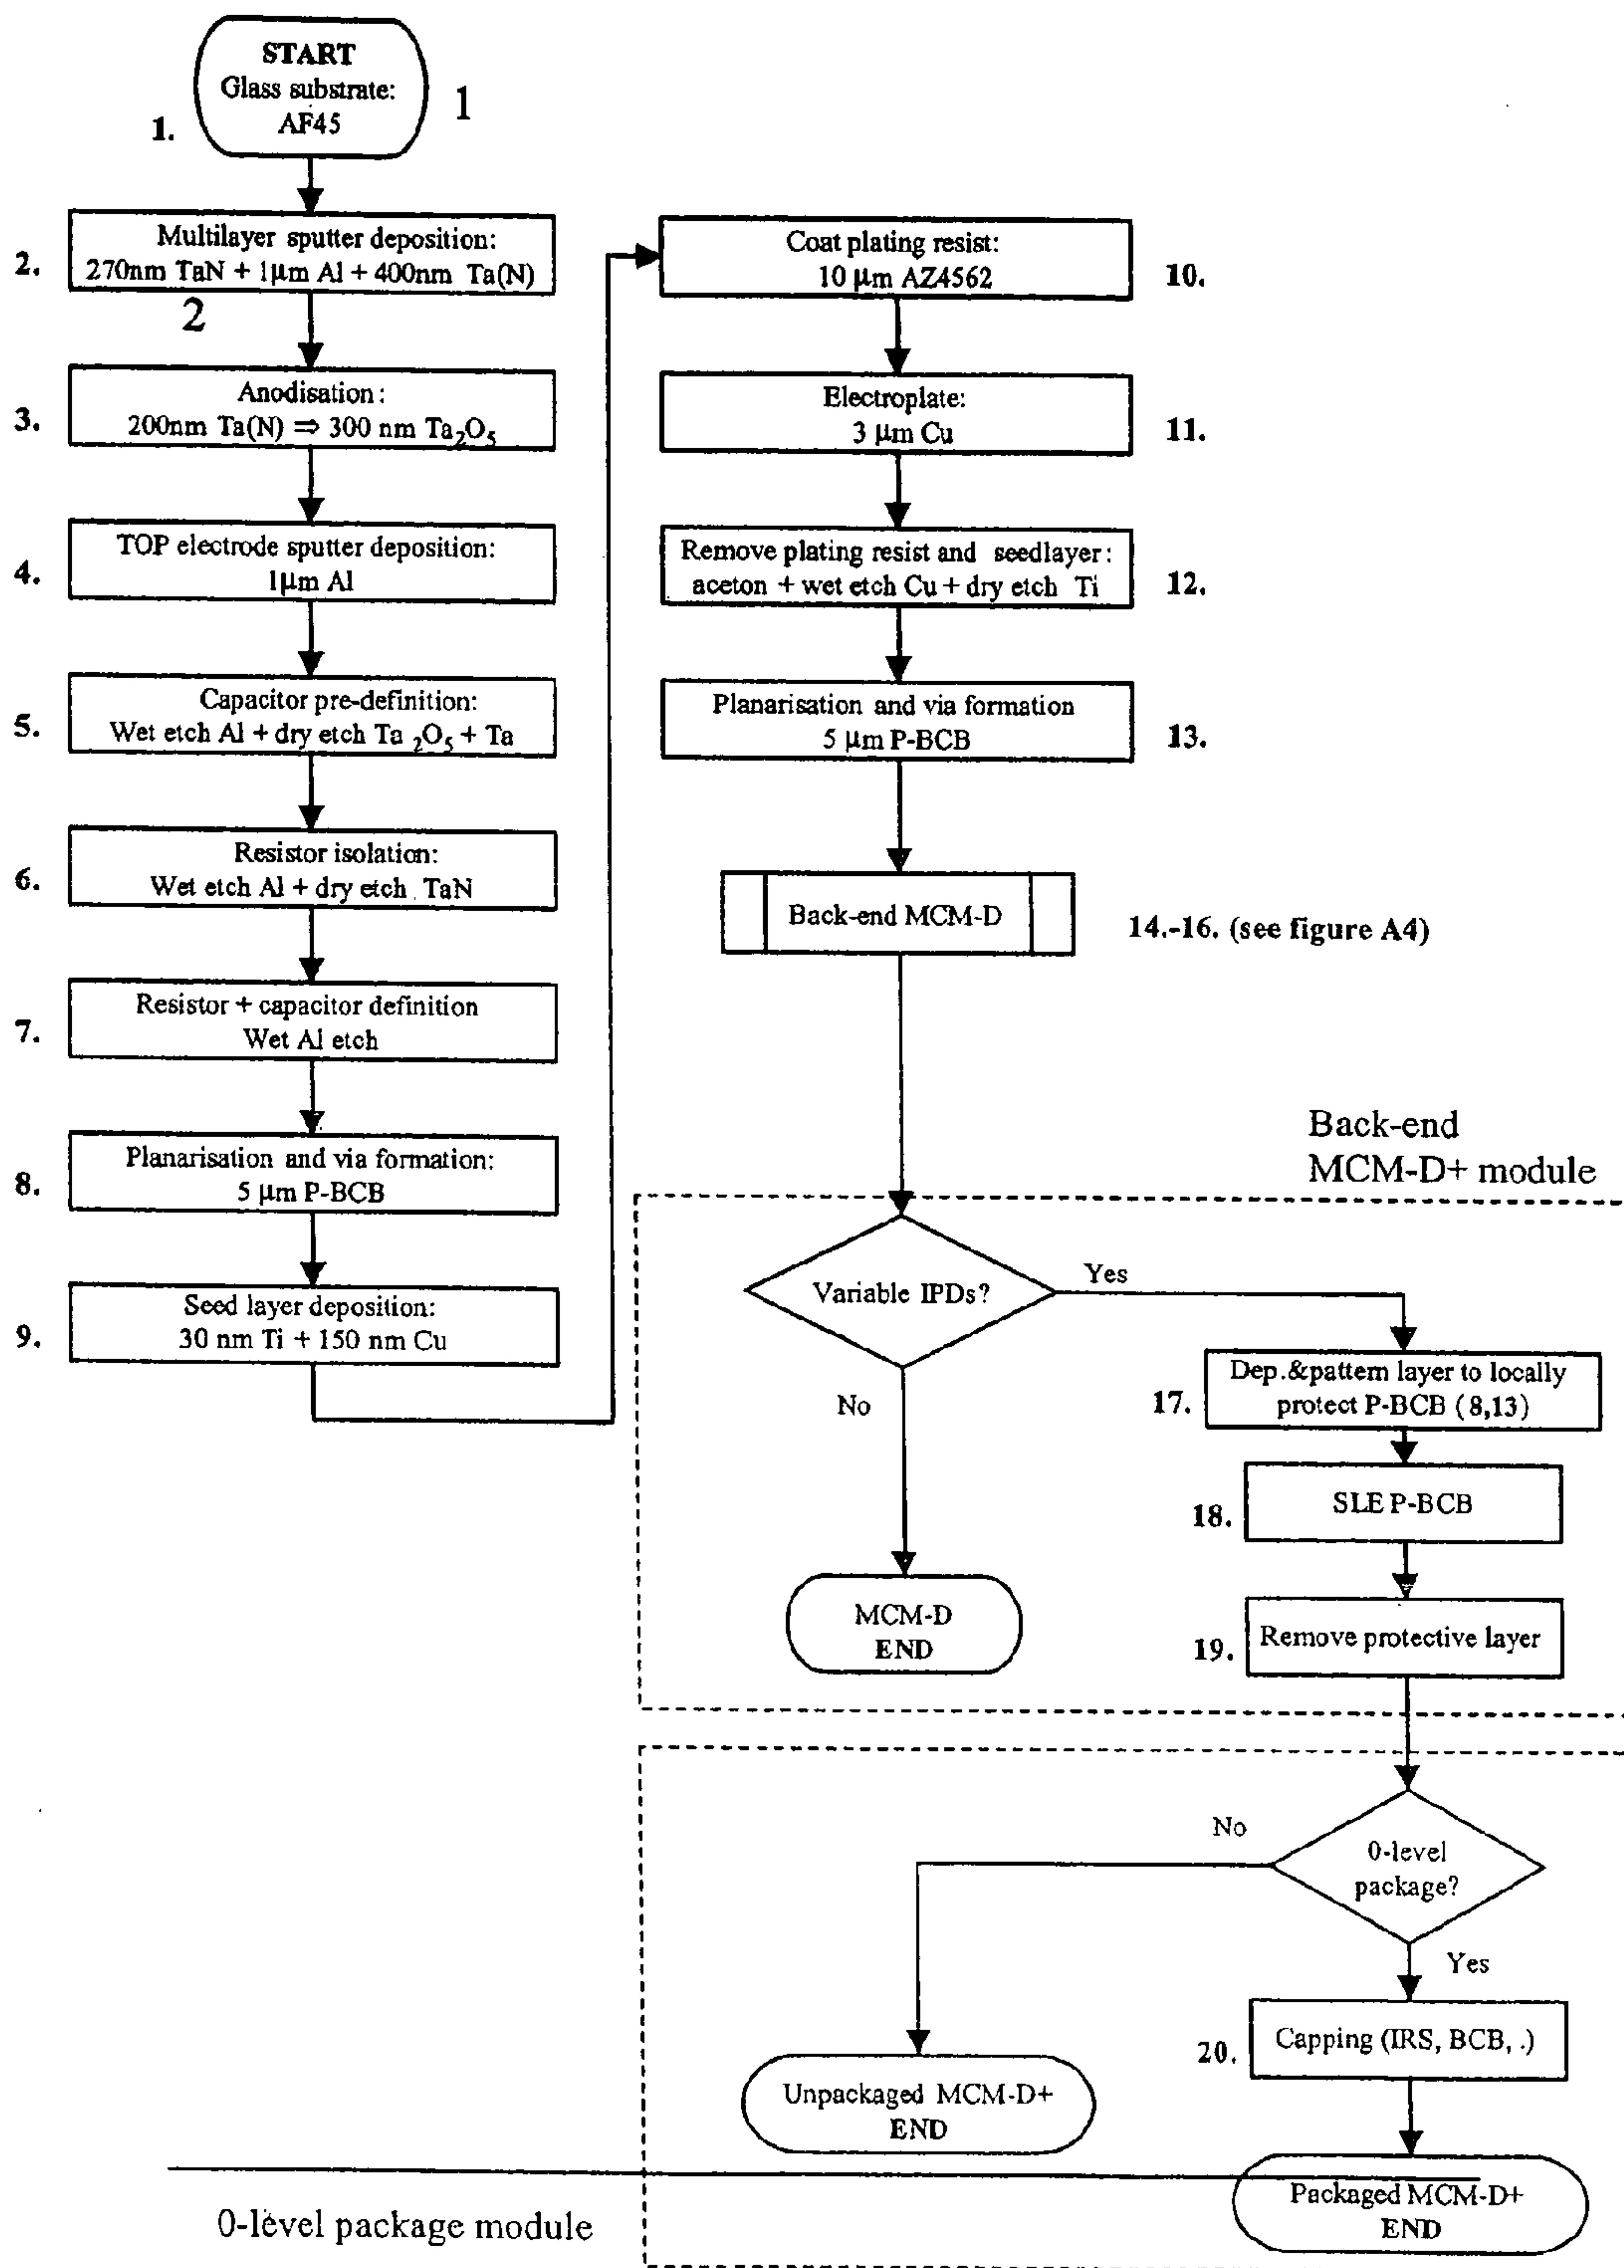 START
Glass substrate:
AF45
1.
1
Multilayer sputter deposition:
270nm TaN + 1µm Al + 400nm Ta(N)
2.
2
Anodisation:
200nm Ta(N) ⇒ 300 nm Ta2O5
3.
TOP electrode sputter deposition:
1µm Al
4.
Capacitor pre-definition:
Wet etch Al + dry etch Ta2O5 + Ta
5.
Resistor isolation:
Wet etch Al + dry etch TaN
6.
Resistor + capacitor definition
Wet Al etch
7.
Planarisation and via formation:
5 µm P-BCB
8.
Seed layer deposition:
30 nm Ti + 150 nm Cu
9.
Coat plating resist:
10 µm AZ4562
10.
Electroplate:
3 µm Cu
11.
Remove plating resist and seedlayer:
aceton + wet etch Cu + dry etch Ti
12.
Planarisation and via formation
5 µm P-BCB
13.
Back-end MCM-D
14.-16. (see figure A4)
Back-end
MCM-D+ module
Variable IPDs?
Yes
No
Dep.&pattern layer to locally
protect P-BCB (8,13)
17.
SLE P-BCB
18.
Remove protective layer
19.
MCM-D
END
No
0-level
package?
Yes
Capping (IRS, BCB, .)
20.
Unpackaged MCM-D+
END
Packaged MCM-D+
END
0-level package module